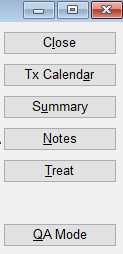 Close
Tx Calendar
Summary
Notes
Treat
QA Mode